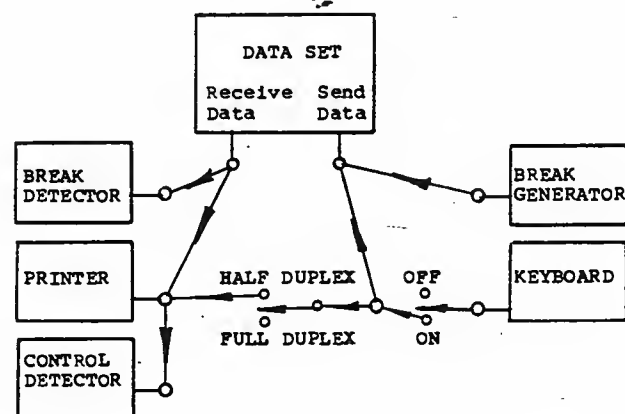 DATA SET
Receive Send
Data Data
BREAK
DETECTOR
BREAK
GENERATOR
PRINTER
HALF DUPLEX
OFF
KEYBOARD
FULL DUPLEX
ON
CONTROL
DETECTOR